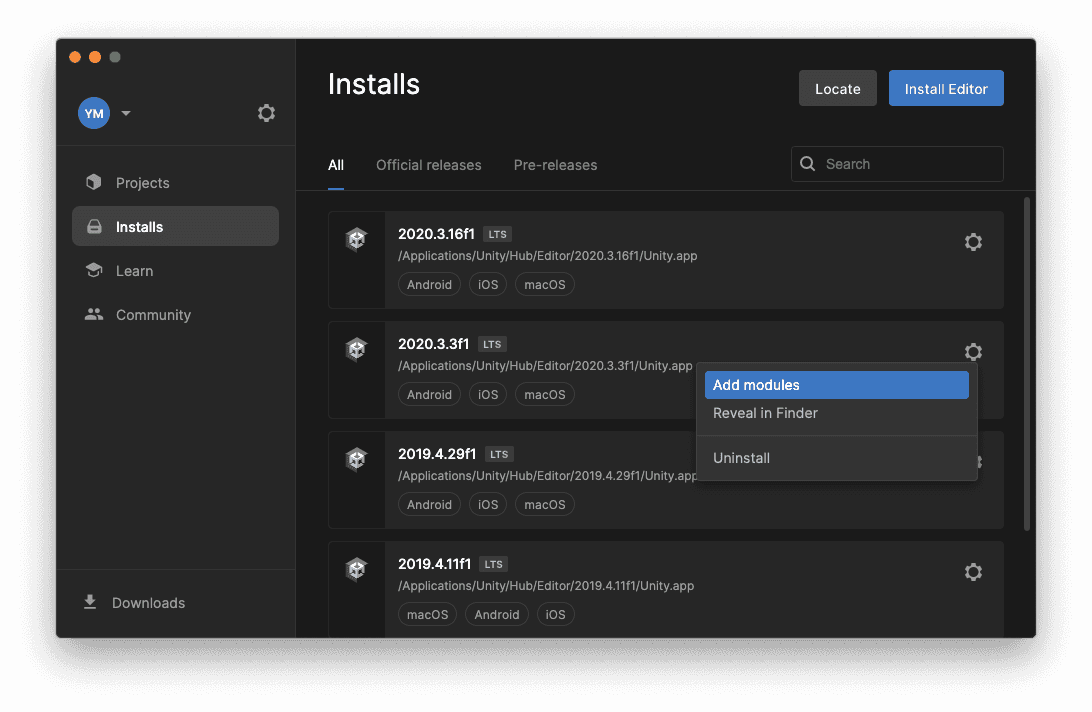 YM
Projects
Installs
Learn
Community
Downloads
Installs
Locate
Install Editor
All
Official releases
Pre-releases
Search
2020.3.16f1 LTS
/Applications/Unity/Hub/Editor/2020.3.16f1/Unity.app
Android iOS macOS
2020.3.3f1 LTS
/Applications/Unity/Hub/Editor/2020.3.3f1/Unity.app
Android iOS macOS
Add modules
Reveal in Finder
Uninstall
2019.4.29f1 LTS
/Applications/Unity/Hub/Editor/2019.4.29f1/Unity.app
Android iOS macOS
2019.4.11f1 LTS
/Applications/Unity/Hub/Editor/2019.4.11f1/Unity.app
macOS Android iOS